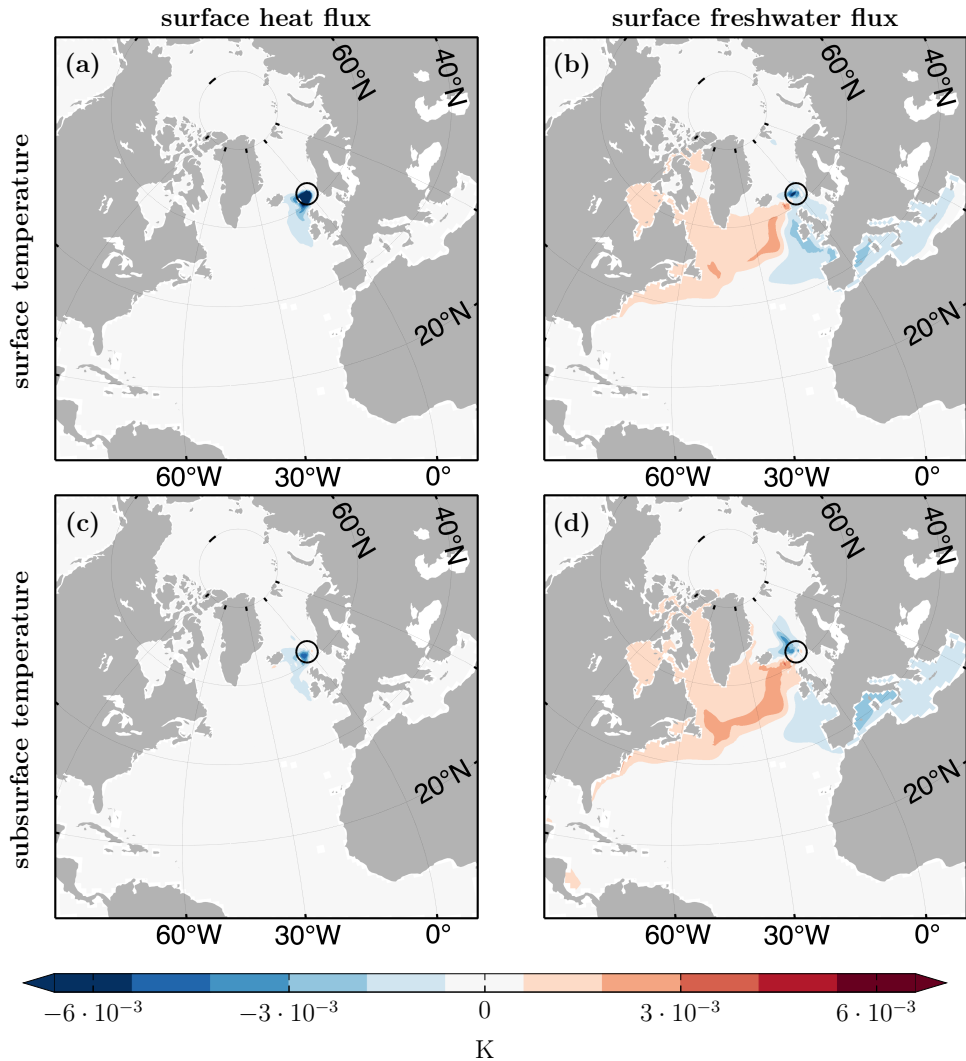 surface heat flux
surface freshwater flux
surface temperature
(a)
60°N
40°N
20°N
60°W
30°W
0°
(b)
60°N
40°N
20°N
60°W
30°W
0°
subsurface temperature
(c)
60°N
40°N
20°N
60°W
30°W
0°
(d)
60°N
40°N
20°N
60°W
30°W
0°
−6 · 10⁻³
−3 · 10⁻³
0
3 · 10⁻³
6 · 10⁻³
K